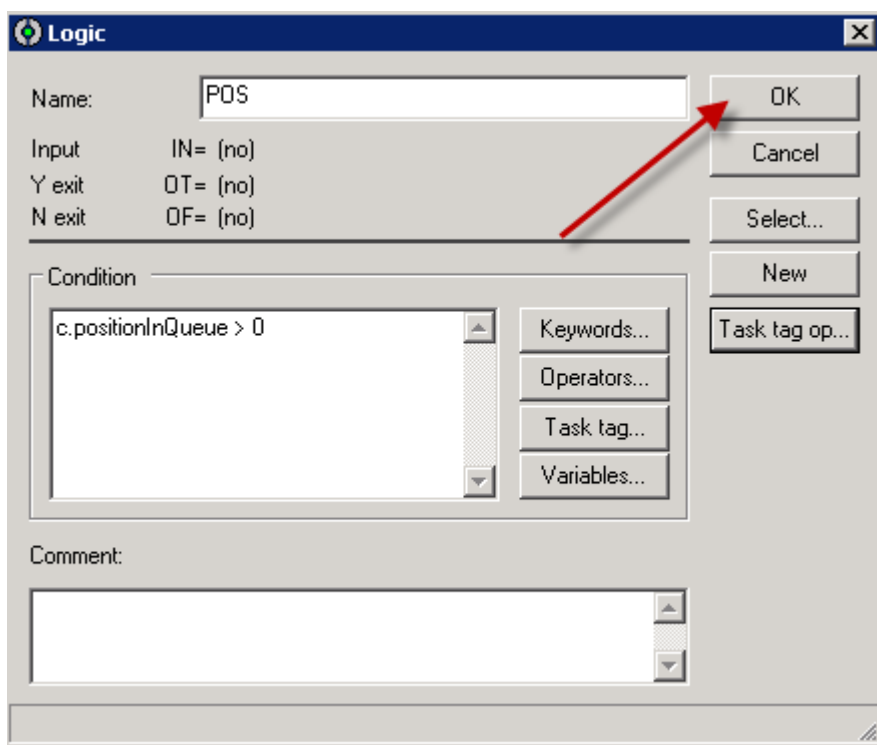 Logic
Name: POS
OK
Input IN= (no)
Cancel
Y exit OT= (no)
N exit OF= (no)
Select...
New
Condition
c.positionInQueue > 0
Keywords...
Task tag op...
Operators...
Task tag...
Variables...
Comment: